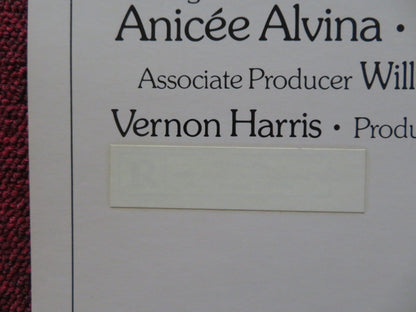 Anicée Alvina •
Associate Producer Will
Vernon Harris • Produ